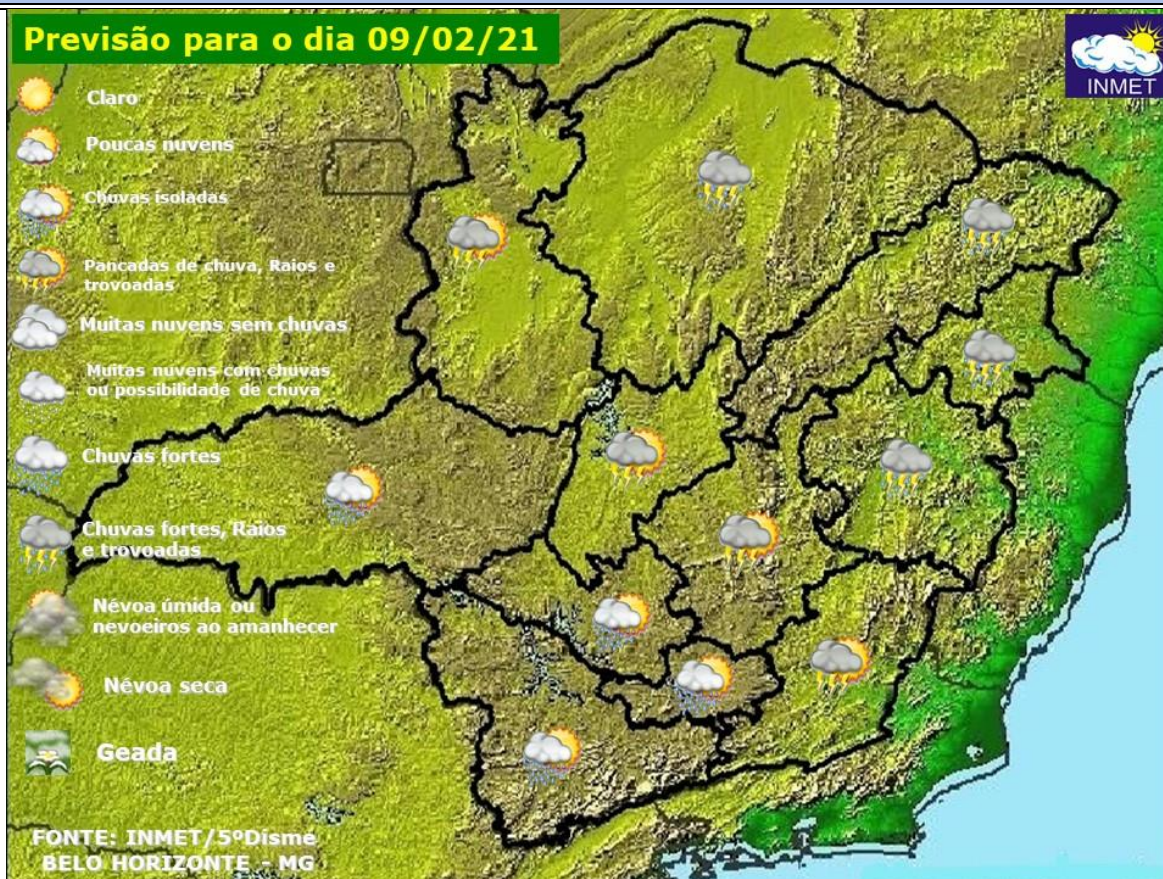 Previsão para o dia 09/02/21
INMET
Claro
Poucas nuvens
Chuvas isoladas
Pancadas de chuva, Raios e
trovoadas
Muitas nuvens sem chuvas
Muitas nuvens com chuvas
ou possibilidade de chuva
Chuvas fortes
Chuvas fortes, Raios
e trovoadas
Névoa úmida ou
nevoeiros ao amanhecer
Névoa seca
Geada
FONTE: INMET/5ºDisme
BELO HORIZONTE - MG